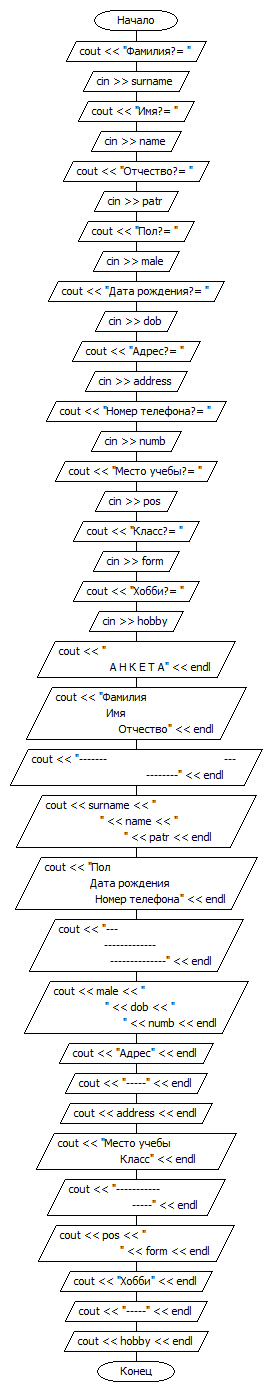 Начало
cout << "Фамилия?= "
cin >> surname
cout << "Имя?= "
cin >> name
cout << "Отчество?= "
cin >> patr
cout << "Пол?= "
cin >> male
cout << "Дата рождения?= "
cin >> dob
cout << "Адрес?= "
cin >> address
cout << "Номер телефона?= "
cin >> numb
cout << "Место учебы?= "
cin >> pos
cout << "Класс?= "
cin >> form
cout << "Хобби?= "
cin >> hobby
cout << "
А Н К Е Т А" << endl
cout << "Фамилия
Имя
Отчество" << endl
cout << "------- ---
--------" << endl
cout << surname << "
" << name << "
" << patr << endl
cout << "Пол
Дата рождения
Номер телефона" << endl
cout << "---
-------------
--------------" << endl
cout << male << "
" << dob << "
" << numb << endl
cout << "Адрес" << endl
cout << "-----" << endl
cout << address << endl
cout << "Место учебы
Класс" << endl
cout << "-----------
-----" << endl
cout << pos << "
" << form << endl
cout << "Хобби" << endl
cout << "-----" << endl
cout << hobby << endl
Конец